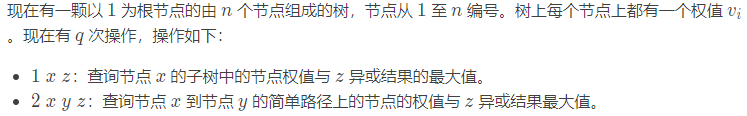 现在有一颗以 1 为根节点的由 n 个节点组成的树，节点从 1 至 n 编号。树上每个节点上都有一个权值 v_i
。现在有 q 次操作，操作如下：
• 1 x z：查询节点 x 的子树中的节点权值与 z 异或结果的最大值。
• 2 x y z：查询节点 x 到节点 y 的简单路径上的节点的权值与 z 异或结果最大值。